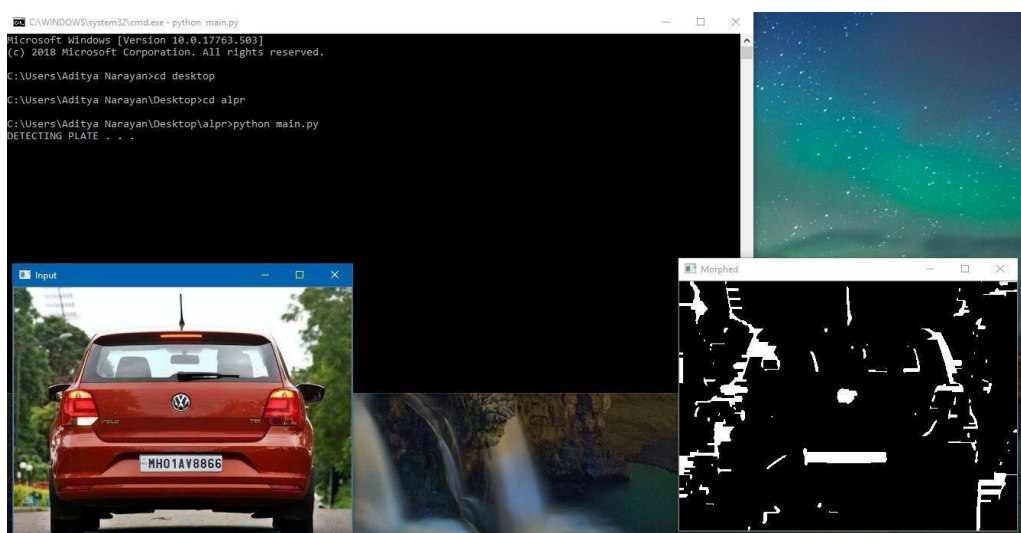 C:\WINDOWS\system32\cmd.exe - python main.py
Microsoft Windows [Version 10.0.17763.503]
(c) 2018 Microsoft Corporation. All rights reserved.
C:\Users\Aditya Narayan>cd desktop
C:\Users\Aditya Narayan\Desktop>cd alpr
C:\Users\Aditya Narayan\Desktop\alpr>python main.py
DETECTING PLATE . . .
Input
Morphed
POLO
TDI
MH01AV8866